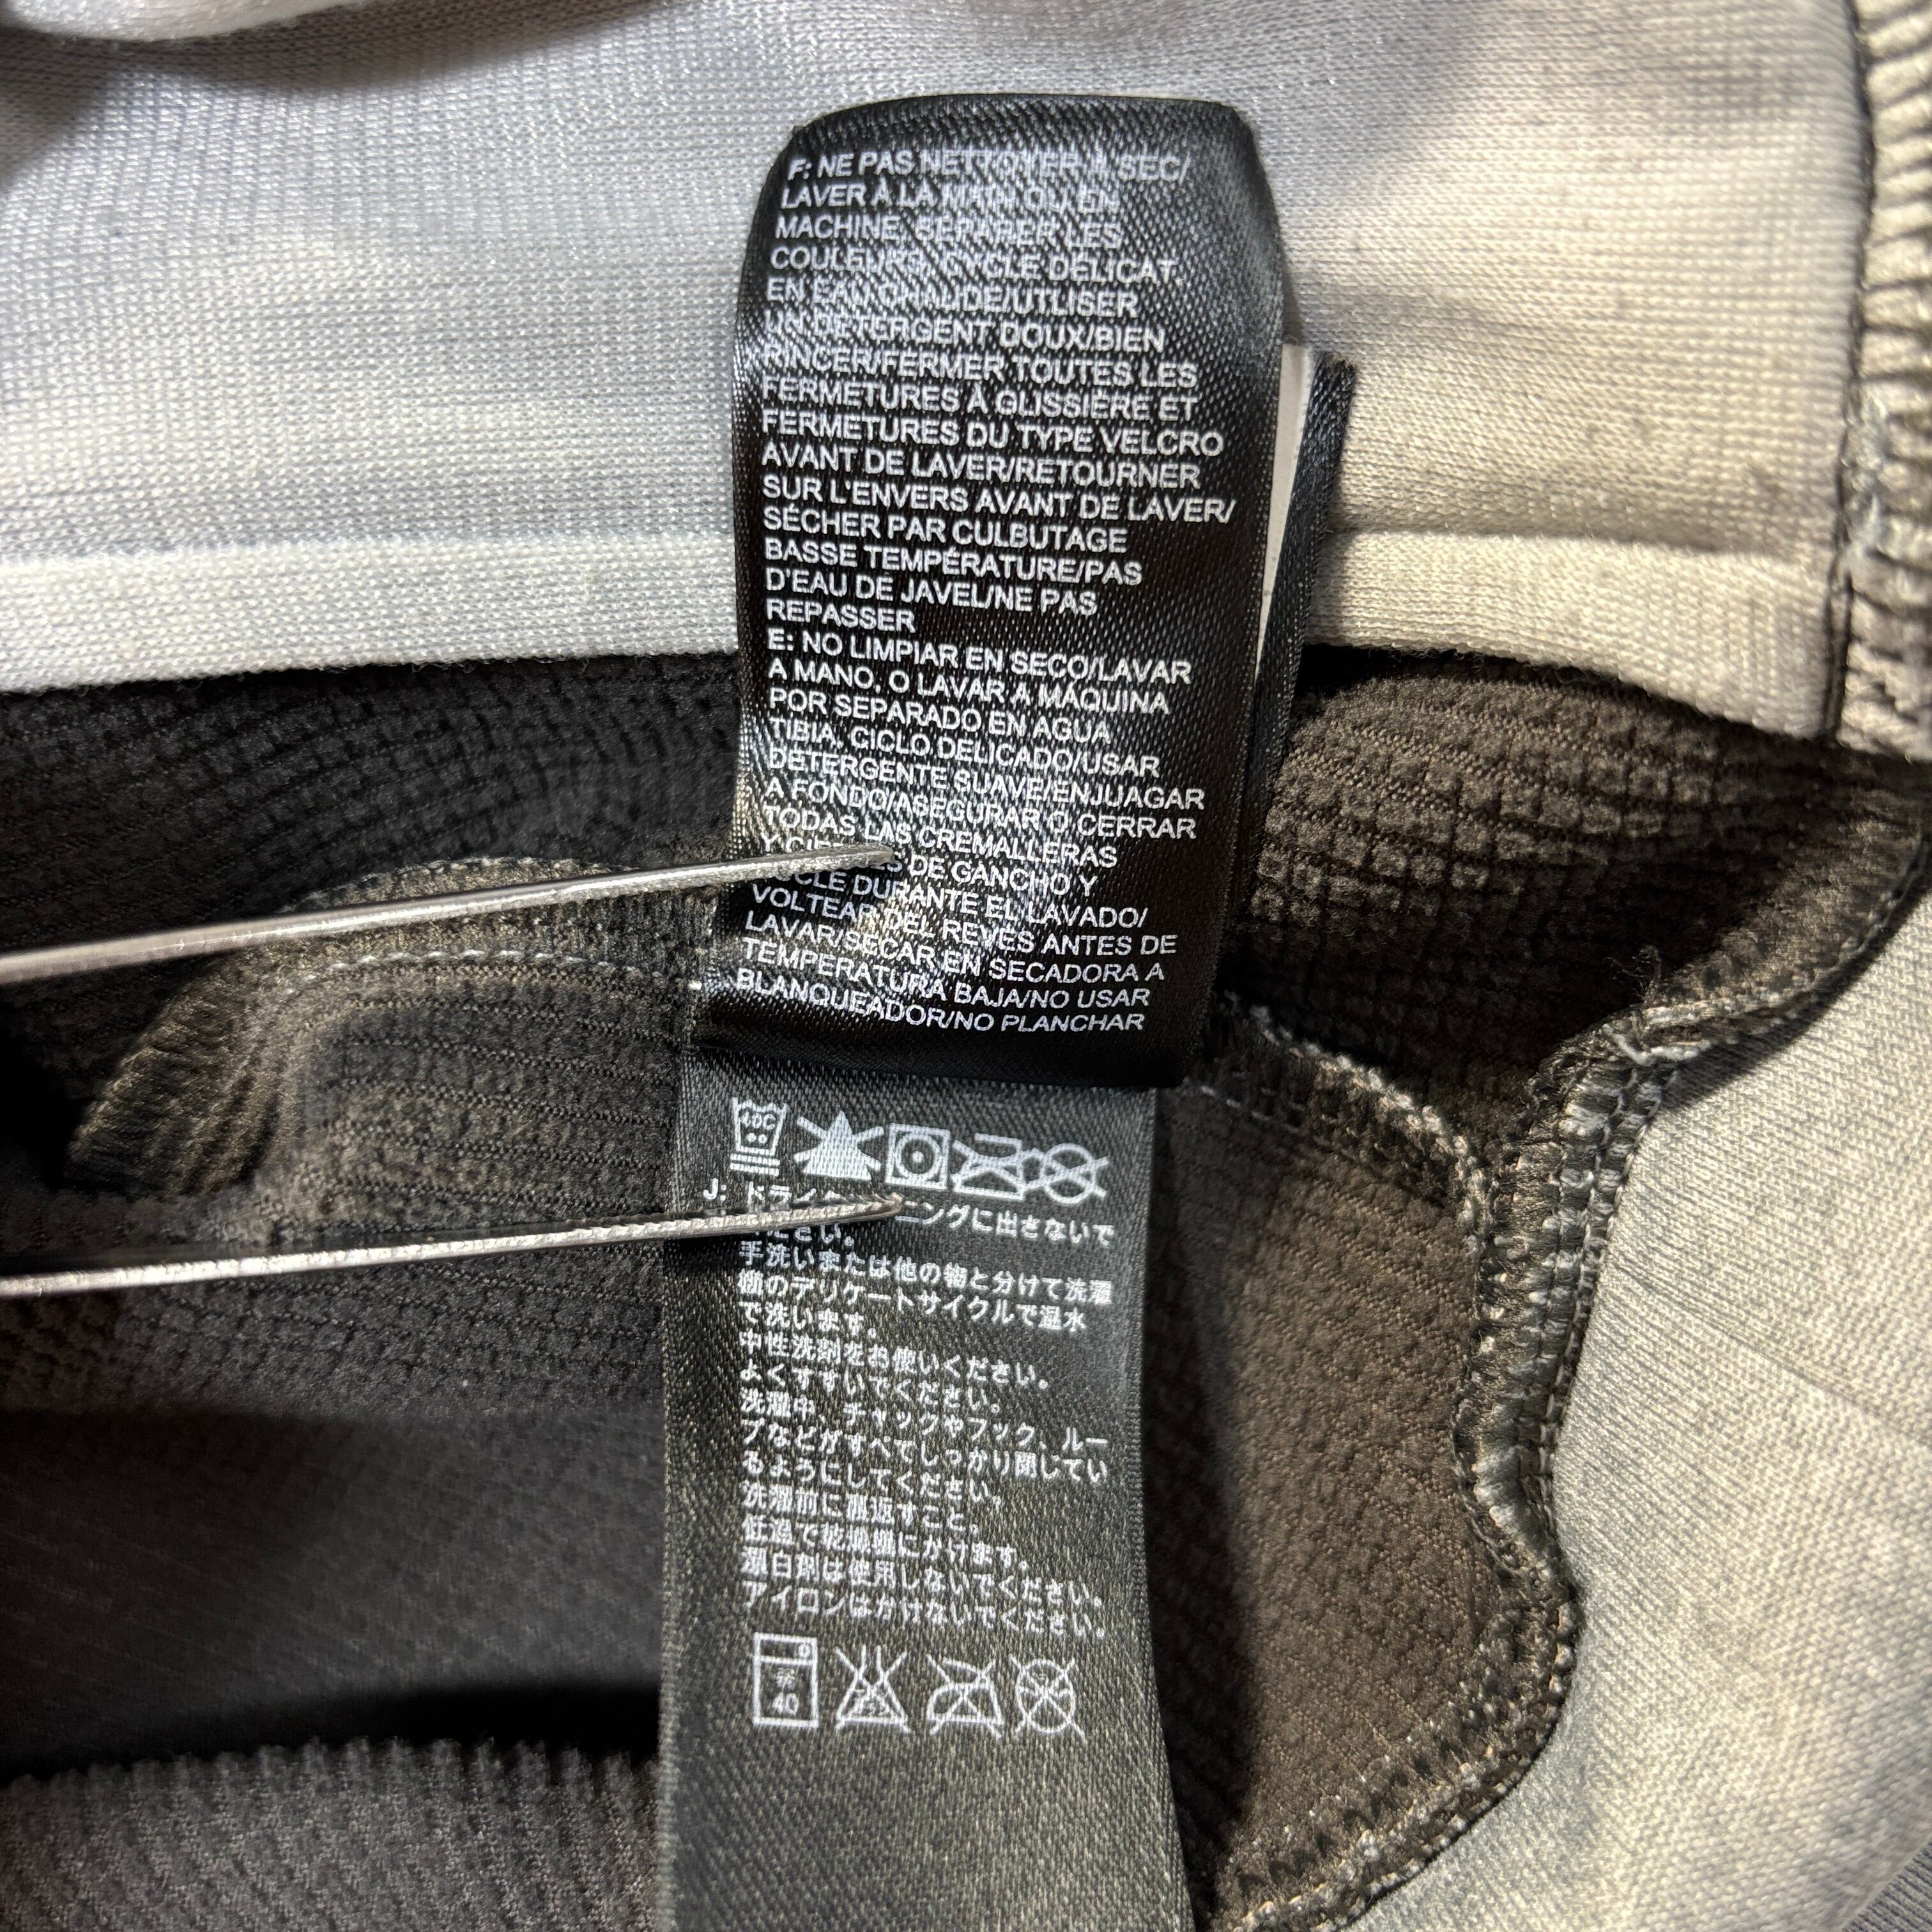 F: NE PAS NETTOYER À SEC/
LAVER À LA MAIN OU EN
MACHINE, SÉPARER LES
COULEURS, CYCLE DÉLICAT,
EN EAU CHAUDE/UTLISER
UN DÉTERGENT DOUX/BIEN
RINCER/FERMER TOUTES LES
FERMETURES À GLISSIÈRE ET
FERMETURES DU TYPE VELCRO
AVANT DE LAVER/RETOURNER
SUR L'ENVERS AVANT DE LAVER/
SÉCHER PAR CULBUTAGE
BASSE TEMPÉRATURE/PAS
D'EAU DE JAVEL/NE PAS
REPASSER
E: NO LIMPIAR EN SECO/LAVAR
A MANO, O LAVAR A MÁQUINA
POR SEPARADO EN AGUA
TIBIA, CICLO DELICADO/USAR
DETERGENTE SUAVE/ENJUAGAR
A FONDO/ASEGURAR O CERRAR
TODAS LAS CREMALLERAS
Y DE GANCHO Y
DURANTE EL LAVADO/
VOLTEAR DEL REVÉS ANTES DE
LAVAR/SECAR EN SECADORA A
TEMPERATURA BAJA/NO USAR
BLANQUEADOR/NO PLANCHAR
40C
J: ニングに出さないで
ださい。
手洗いまたは他の物と分けて洗濯
機のデリケートサイクルで温水
で洗います。
中性洗剤をお使いください。
よくすすいでください。
洗濯中、チャックやフック、ルー
プなどがすべてしっかり閉じてい
るようにしてください。
洗濯前に裏返すこと。
低温で乾燥機にかけます。
漂白剤は使用しないでください。
アイロンはかけないでください。
40